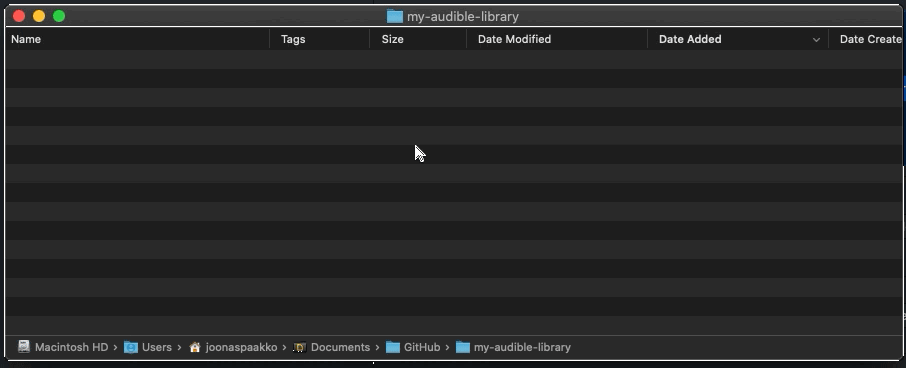 my-audible-library
Name Tags Size Date Modified Date Added Date Create
Macintosh HD › Users › joonaspaakko › Documents › GitHub › my-audible-library